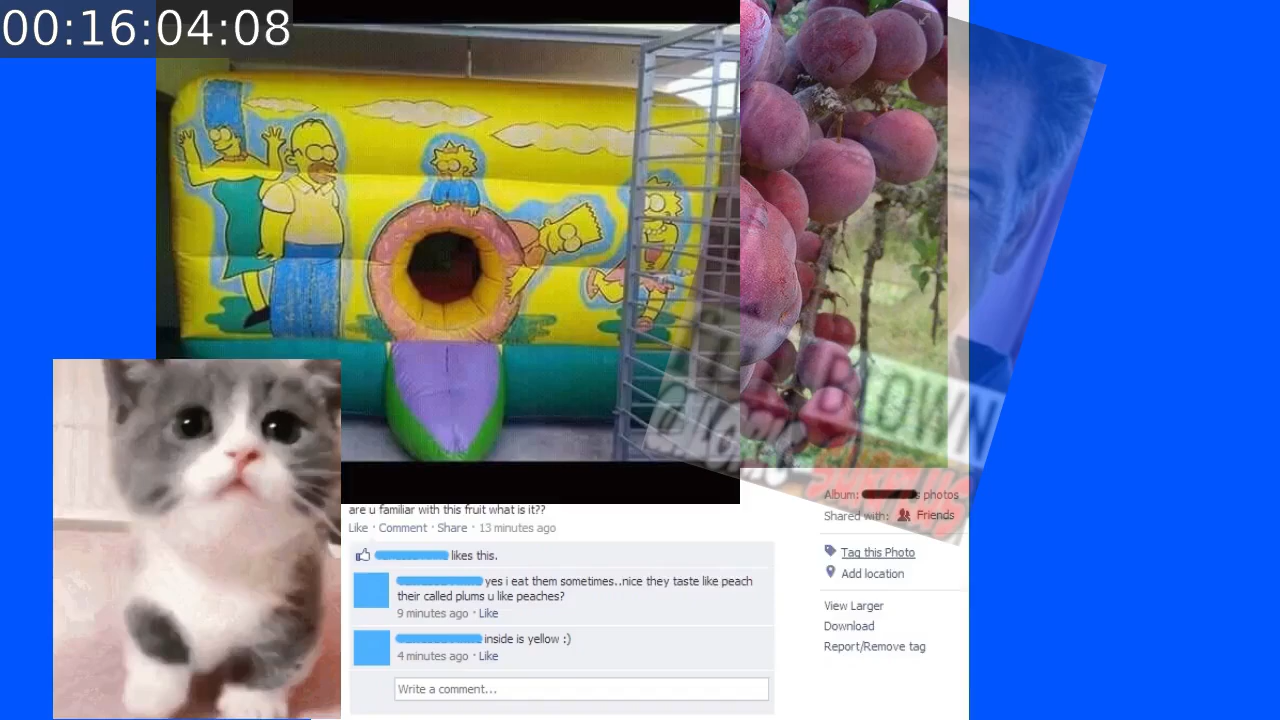 00:16:04:08
OWN
are u familiar with this fruit what is it??
Like · Comment · Share · 13 minutes ago
likes this.
yes i eat them sometimes..nice they taste like peach
their called plums u like peaches?
9 minutes ago · Like
inside is yellow :)
4 minutes ago · Like
Write a comment...
Album: s photos
Shared with: Friends
Tag this Photo
Add location
View Larger
Download
Report/Remove tag